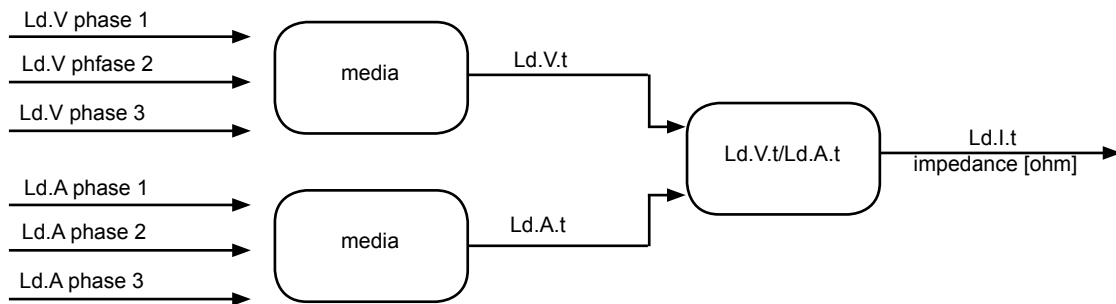 Ld.V phase 1
Ld.V phfase 2
Ld.V phase 3
media
Ld.V.t
Ld.A phase 1
Ld.A phase 2
Ld.A phase 3
media
Ld.A.t
Ld.V.t/Ld.A.t
Ld.I.t
impedance [ohm]